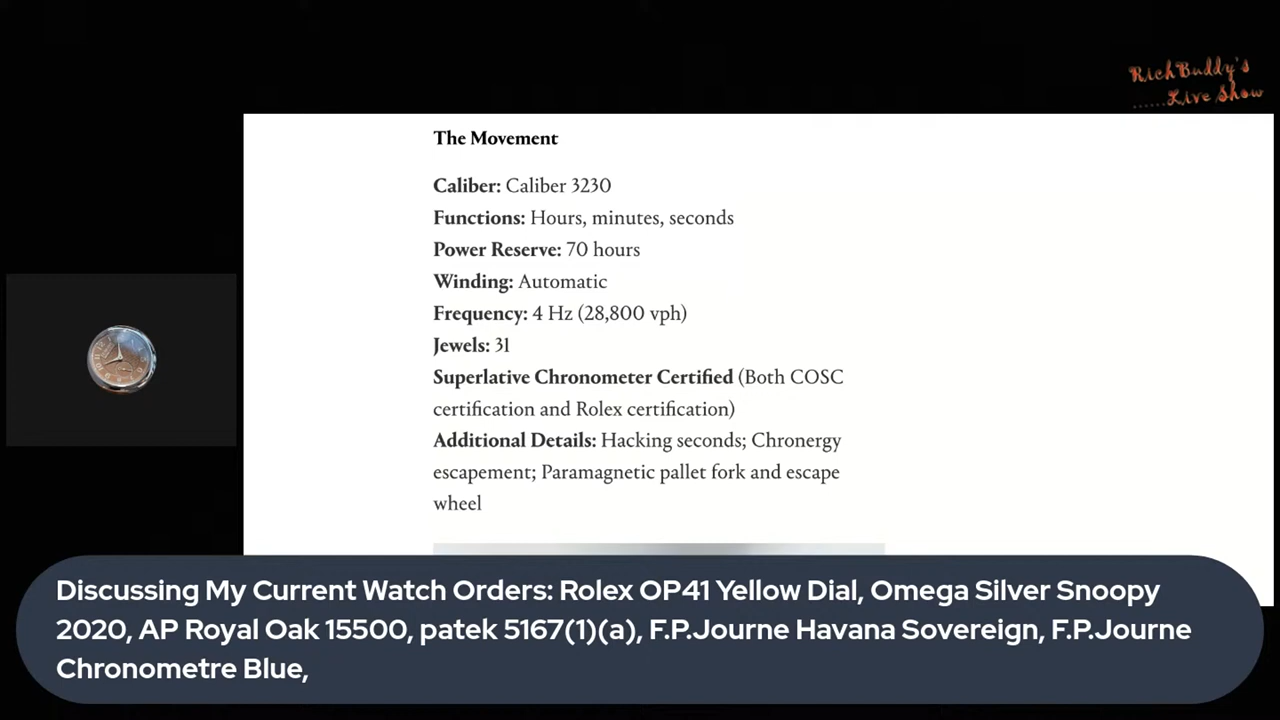 RichBuddy's
......Live Show
The Movement
Caliber: Caliber 3230
Functions: Hours, minutes, seconds
Power Reserve: 70 hours
Winding: Automatic
Frequency: 4 Hz (28,800 vph)
Jewels: 31
Superlative Chronometer Certified (Both COSC
certification and Rolex certification)
Additional Details: Hacking seconds; Chronergy
escapement; Paramagnetic pallet fork and escape
wheel
Discussing My Current Watch Orders: Rolex OP41 Yellow Dial, Omega Silver Snoopy
2020, AP Royal Oak 15500, patek 5167(1)(a), F.P.Journe Havana Sovereign, F.P.Journe
Chronometre Blue,